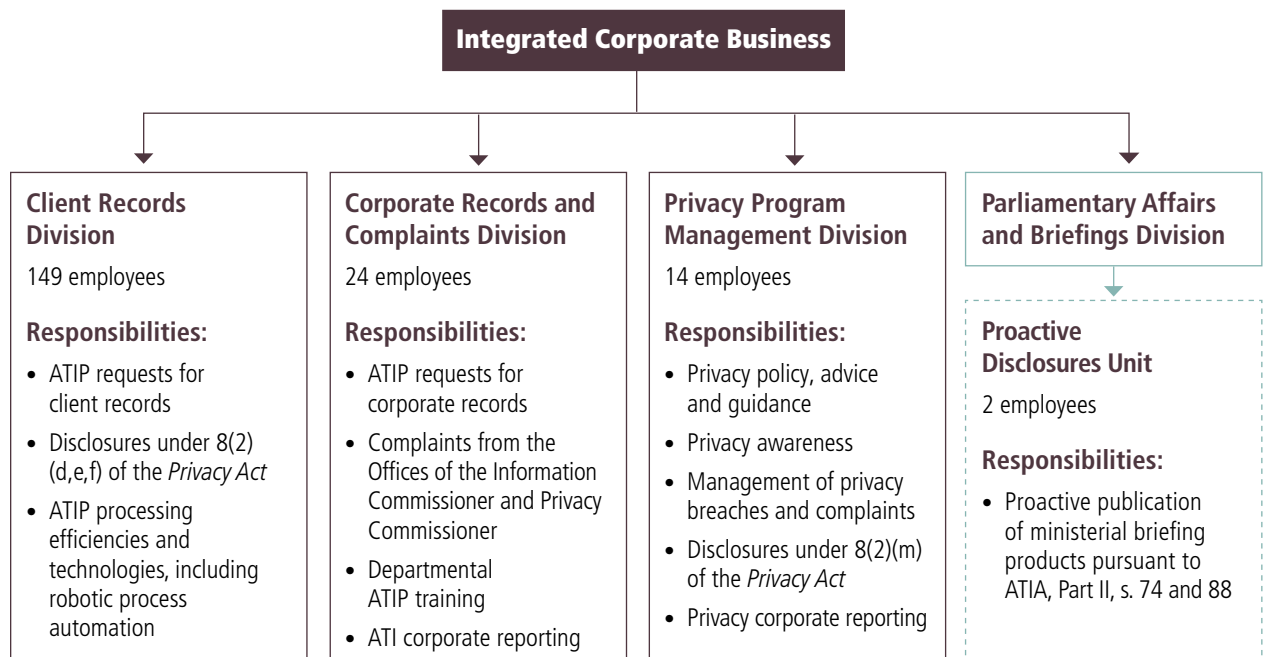 Integrated Corporate Business
Client Records
Division
149 employees
Responsibilities:
• ATIP requests for
client records
• Disclosures under 8(2)
(d,e,f) of the Privacy Act
• ATIP processing
efficiencies and
technologies, including
robotic process
automation
Corporate Records and
Complaints Division
24 employees
Responsibilities:
• ATIP requests for
corporate records
• Complaints from the
Offices of the Information
Commissioner and Privacy
Commissioner
• Departmental
ATIP training
• ATI corporate reporting
Privacy Program
Management Division
14 employees
Responsibilities:
• Privacy policy, advice
and guidance
• Privacy awareness
• Management of privacy
breaches and complaints
• Disclosures under 8(2)(m)
of the Privacy Act
• Privacy corporate reporting
Parliamentary Affairs
and Briefings Division
Proactive
Disclosures Unit
2 employees
Responsibilities:
• Proactive publication
of ministerial briefing
products pursuant to
ATIA, Part II, s. 74 and 88